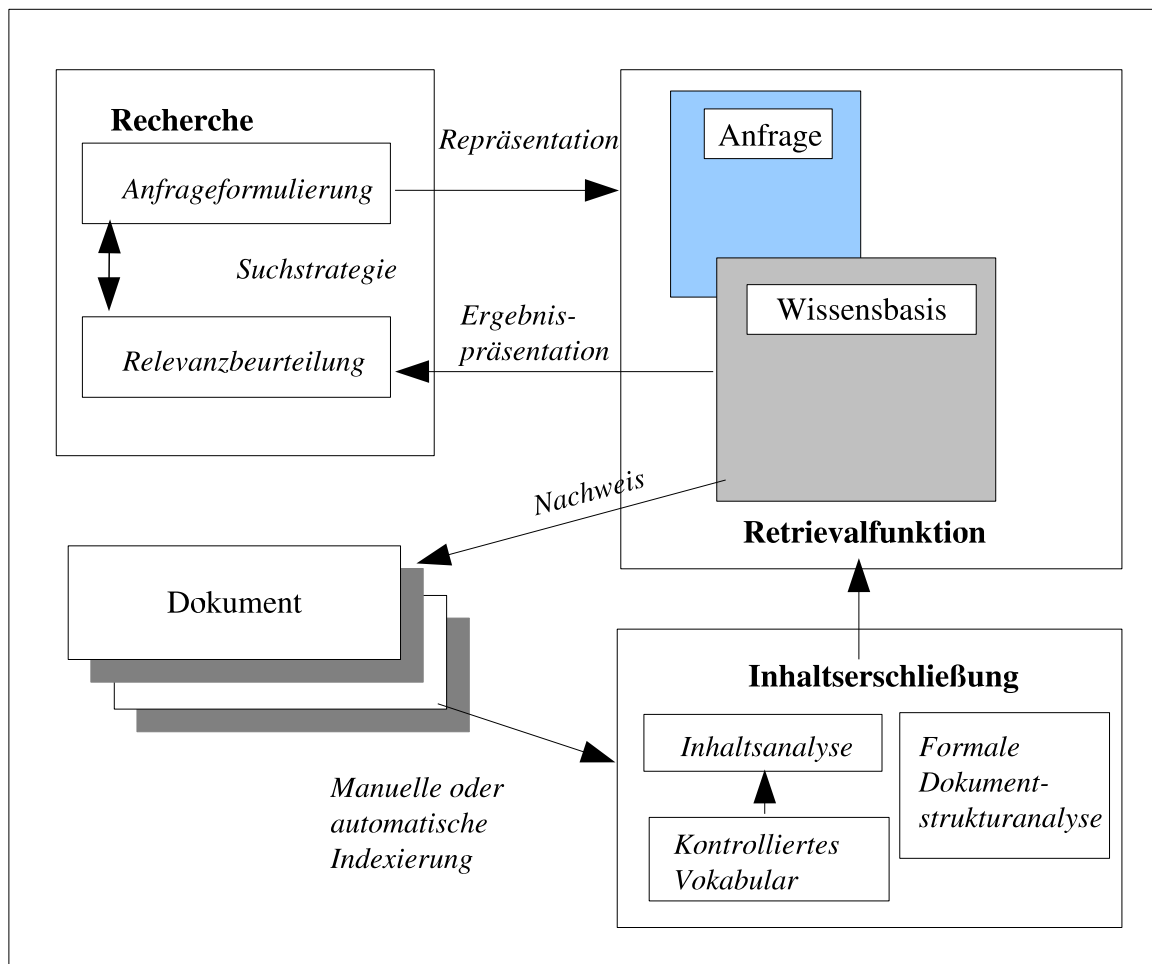 Recherche
Anfrageformulierung
Suchstrategie
Relevanzbeurteilung
Repräsentation
Ergebnis-
präsentation
Anfrage
Wissensbasis
Retrievalfunktion
Nachweis
Dokument
Manuelle oder
automatische
Indexierung
Inhaltserschließung
Inhaltsanalyse
Kontrolliertes
Vokabular
Formale
Dokument-
strukturanalyse